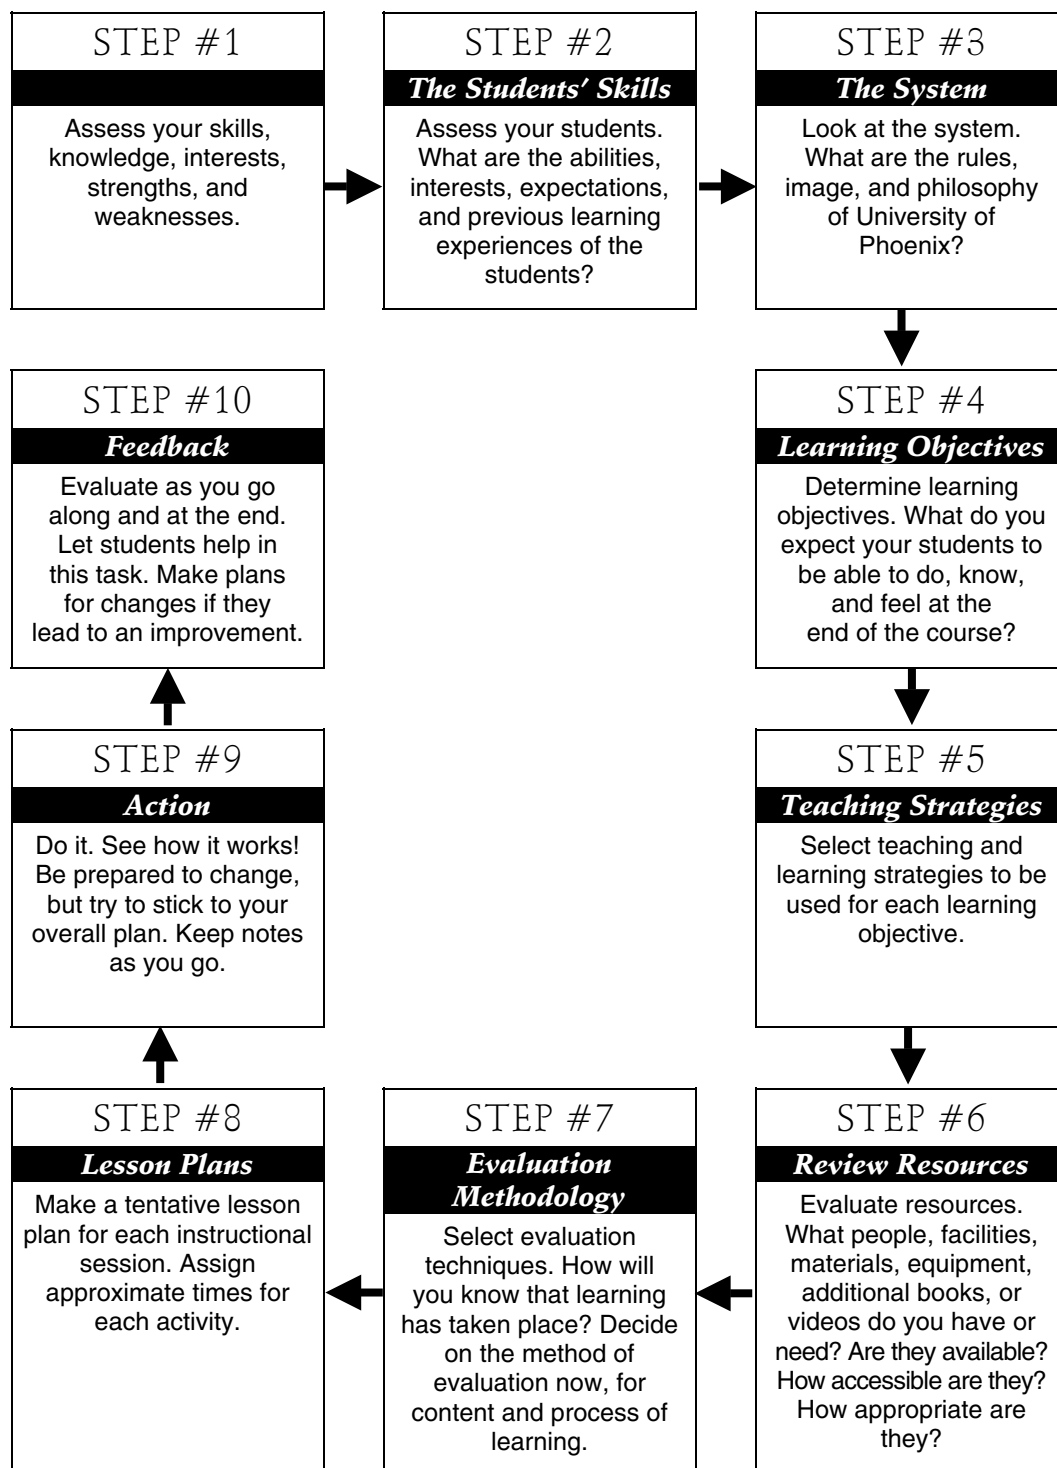 STEP #1
Assess your skills,
knowledge, interests,
strengths, and
weaknesses.
STEP #2
The Students' Skills
Assess your students.
What are the abilities,
interests, expectations,
and previous learning
experiences of the
students?
STEP #3
The System
Look at the system.
What are the rules,
image, and philosophy
of University of
Phoenix?
STEP #4
Learning Objectives
Determine learning
objectives. What do you
expect your students to
be able to do, know,
and feel at the
end of the course?
STEP #5
Teaching Strategies
Select teaching and
learning strategies to be
used for each learning
objective.
STEP #6
Review Resources
Evaluate resources.
What people, facilities,
materials, equipment,
additional books, or
videos do you have or
need? Are they available?
How accessible are they?
How appropriate are
they?
STEP #7
Evaluation
Methodology
Select evaluation
techniques. How will
you know that learning
has taken place? Decide
on the method of
evaluation now, for
content and process of
learning.
STEP #8
Lesson Plans
Make a tentative lesson
plan for each instructional
session. Assign
approximate times for
each activity.
STEP #9
Action
Do it. See how it works!
Be prepared to change,
but try to stick to your
overall plan. Keep notes
as you go.
STEP #10
Feedback
Evaluate as you go
along and at the end.
Let students help in
this task. Make plans
for changes if they
lead to an improvement.